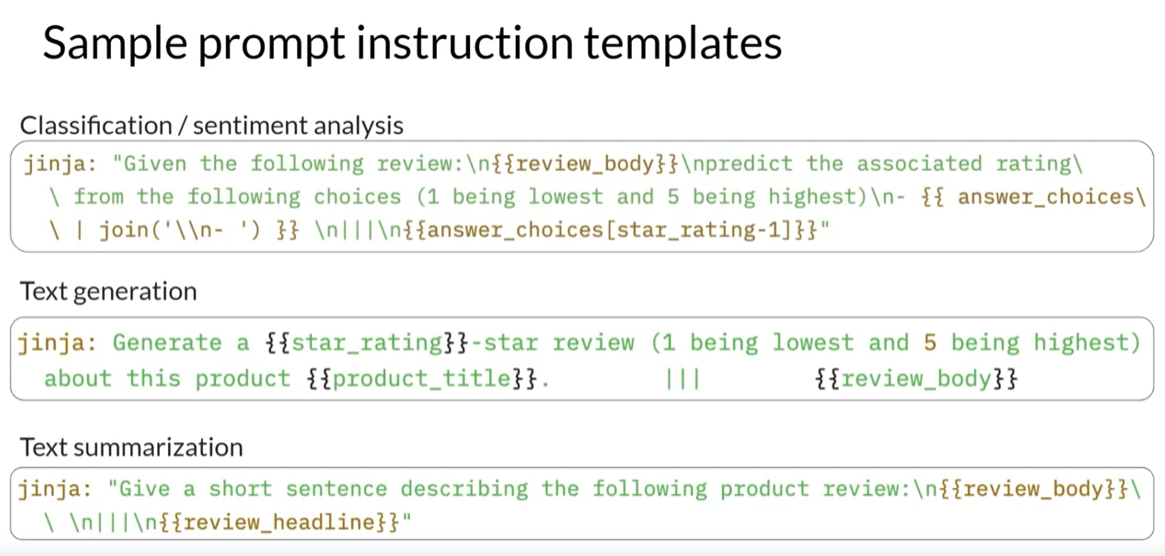 Sample prompt instruction templates
Classification / sentiment analysis
jinja: "Given the following review:\n{{review_body}}\npredict the associated rating\
\ from the following choices (1 being lowest and 5 being highest)\n- {{ answer_choices\
\ | join('\\n- ') }} \n|||\n{{answer_choices[star_rating-1]}}"
Text generation
jinja: Generate a {{star_rating}}-star review (1 being lowest and 5 being highest)
about this product {{product_title}}. ||| {{review_body}}
Text summarization
jinja: "Give a short sentence describing the following product review:\n{{review_body}}\
\ \n|||\n{{review_headline}}"